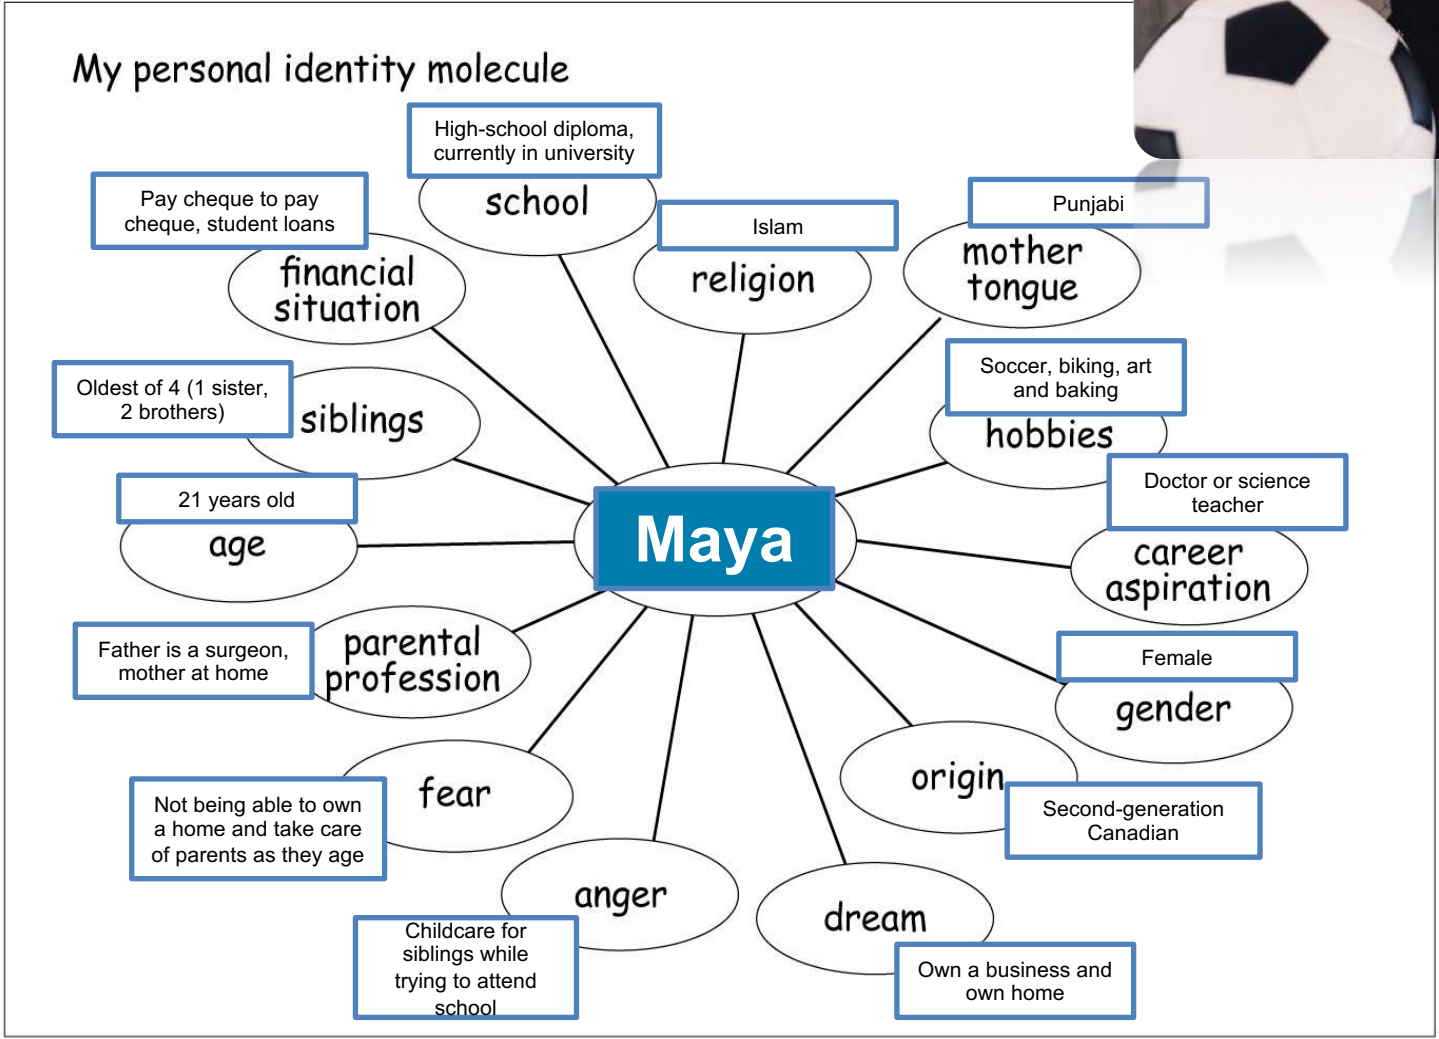 My personal identity molecule
High-school diploma,
currently in university
school
Pay cheque to pay
cheque, student loans
financial
situation
Islam
religion
Punjabi
mother
tongue
Oldest of 4 (1 sister,
2 brothers)
siblings
Soccer, biking, art
and baking
hobbies
21 years old
age
Maya
Doctor or science
teacher
career
aspiration
Father is a surgeon,
mother at home
parental
profession
Female
gender
Not being able to own
a home and take care
of parents as they age
fear
origin
Second-generation
Canadian
anger
Childcare for
siblings while
trying to attend
school
dream
Own a business and
own home